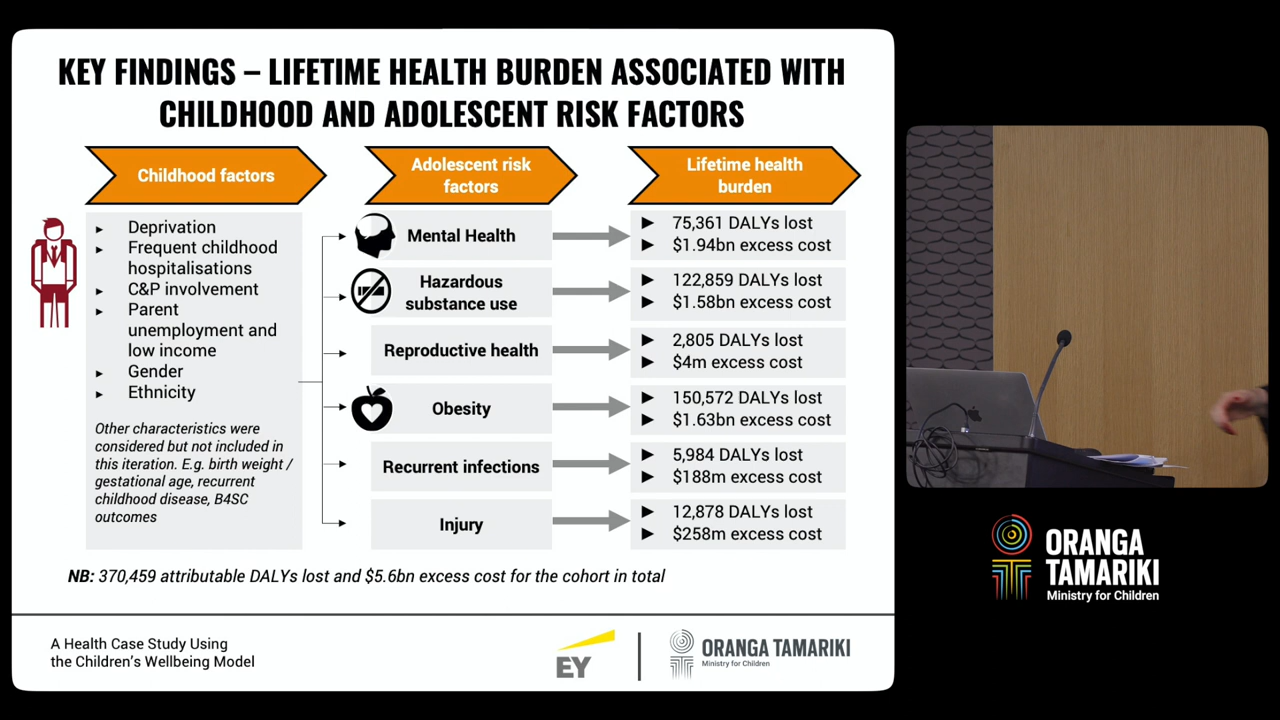 KEY FINDINGS – LIFETIME HEALTH BURDEN ASSOCIATED WITH
CHILDHOOD AND ADOLESCENT RISK FACTORS
Childhood factors
Deprivation
Frequent childhood
hospitalisations
C&P involvement
Parent
unemployment and
low income
Gender
Ethnicity
Other characteristics were
considered but not included in
this iteration. E.g. birth weight /
gestational age, recurrent
childhood disease, B4SC
outcomes
Adolescent risk
factors
Mental Health
Hazardous
substance use
Reproductive health
Obesity
Recurrent infections
Injury
Lifetime health
burden
75,361 DALYs lost
$1.94bn excess cost
122,859 DALYs lost
$1.58bn excess cost
2,805 DALYs lost
$4m excess cost
150,572 DALYs lost
$1.63bn excess cost
5,984 DALYs lost
$188m excess cost
12,878 DALYs lost
$258m excess cost
NB: 370,459 attributable DALYs lost and $5.6bn excess cost for the cohort in total
A Health Case Study Using
the Children's Wellbeing Model
EY
ORANGA TAMARIKI
Ministry for Children
ORANGA
TAMARIKI
Ministry for Children